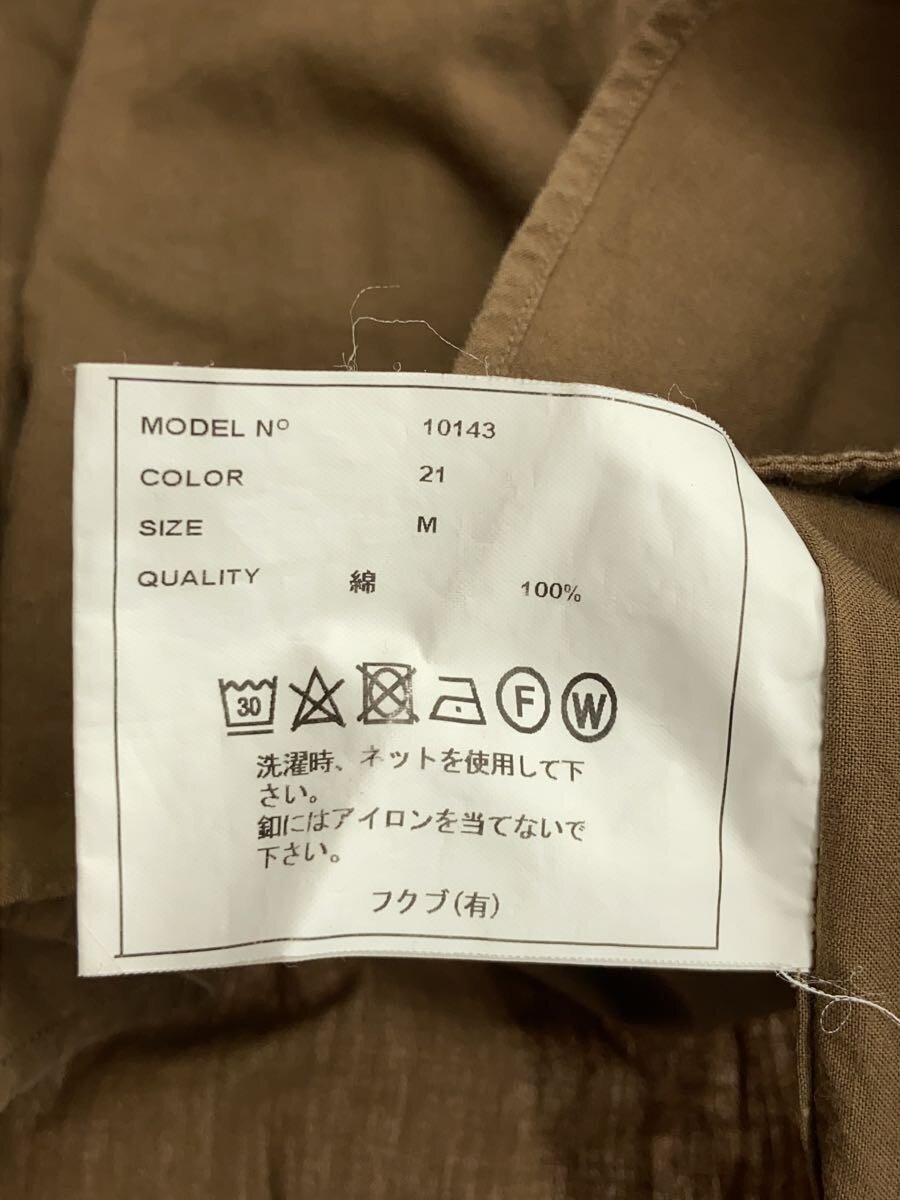 MODEL Nº 10143
COLOR 21
SIZE M
QUALITY 綿 100%
30 F W
洗濯時、ネットを使用して下
さい。
釦にはアイロンを当てないで
下さい。
フクブ(有)